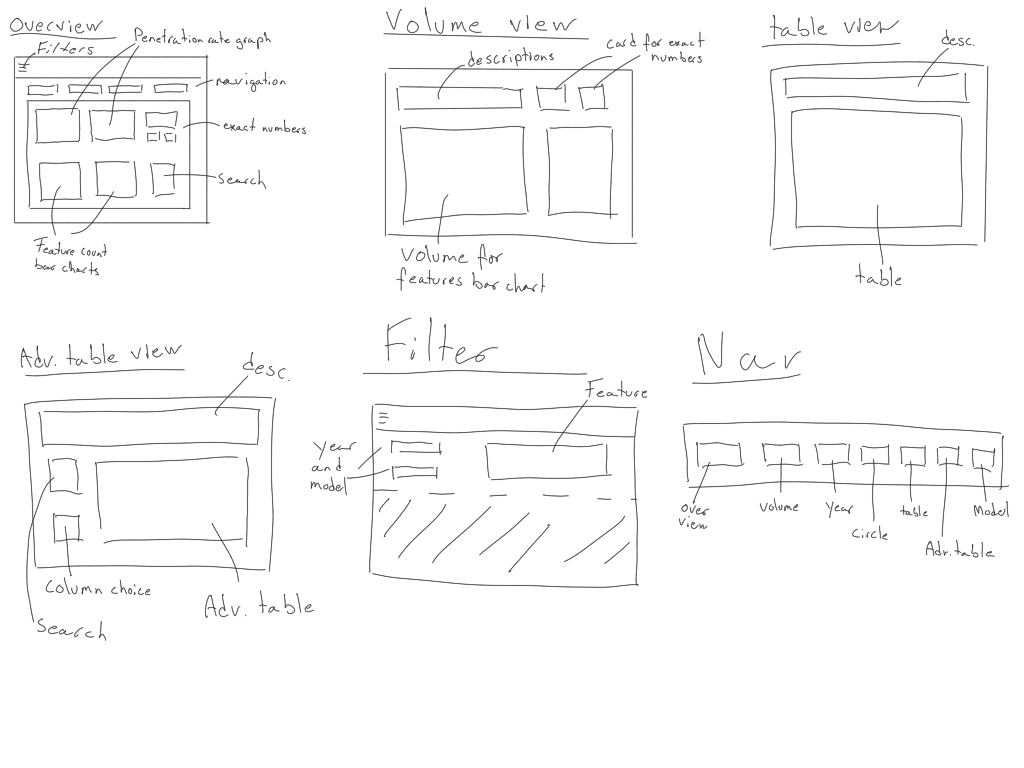 Overview
Filters
Penetration rate graph
navigation
exact numbers
search
Feature count
bar charts
Volume view
descriptions
card for exact
numbers
volume for
features bar chart
table view
desc.
table
Adv. table view
desc.
Column choice
Search
Adv. table
Filter
Feature
year
and
model
Nav
over
view
volume
Year
Circle
table
Adv. table
Model